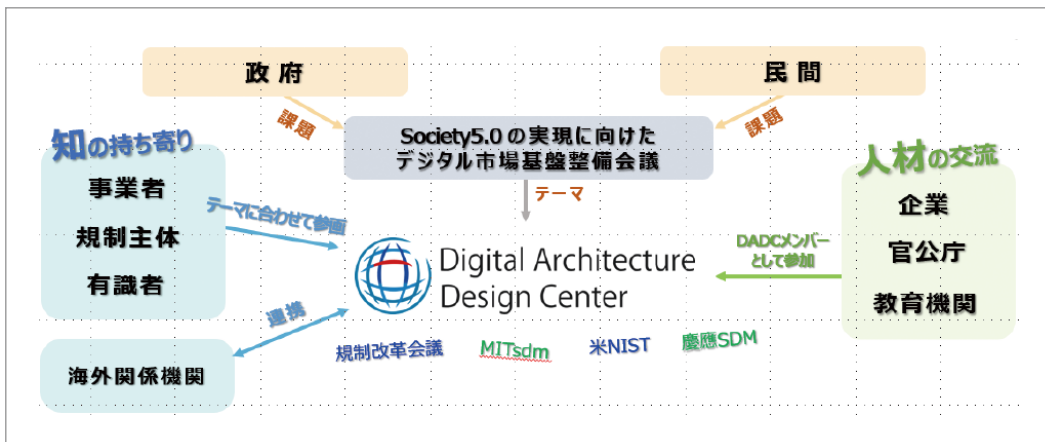 政府
民間
課題
課題
Society5.0の実現に向けた
デジタル市場基盤整備会議
テーマ
知の持ち寄り
事業者
規制主体
有識者
テーマに合わせて参画
人材の交流
企業
官公庁
教育機関
DADCメンバー
として参加
Digital Architecture
Design Center
連携
海外関係機関
規制改革会議
MITsdm
米NIST
慶應SDM